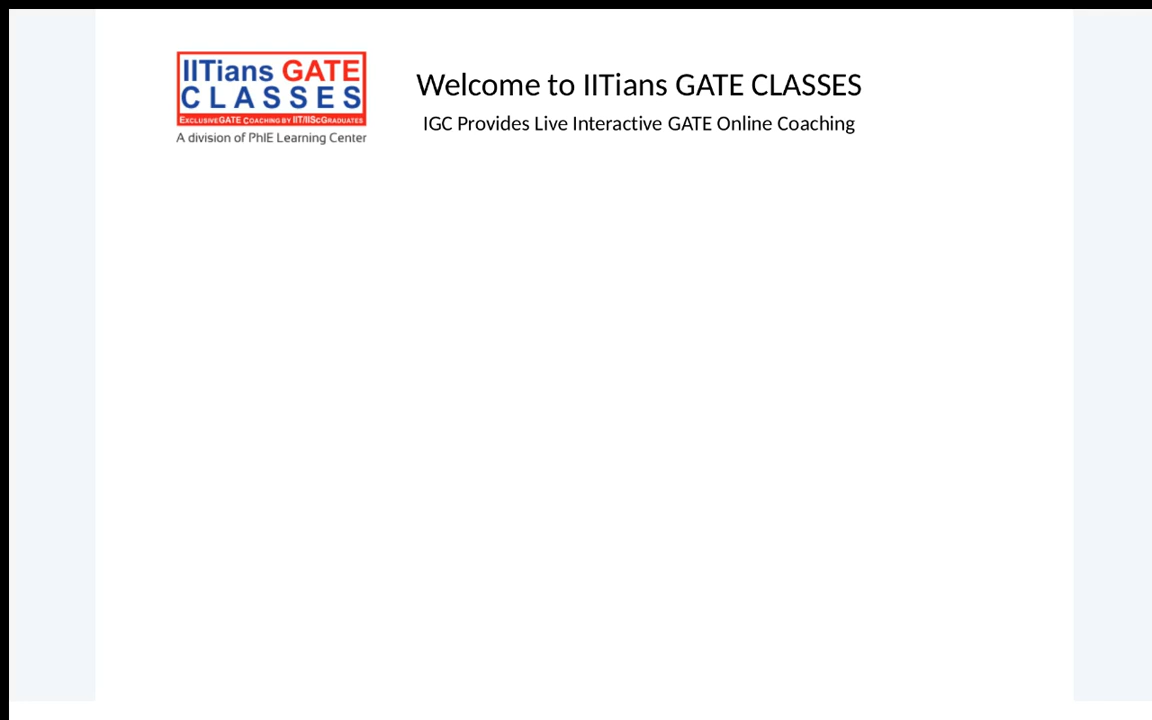 IITians GATE
CLASSES
EXCLUSIVE GATE COACHING BY IIT/IISc GRADUATES
A division of PhIE Learning Center
Welcome to IITians GATE CLASSES
IGC Provides Live Interactive GATE Online Coaching